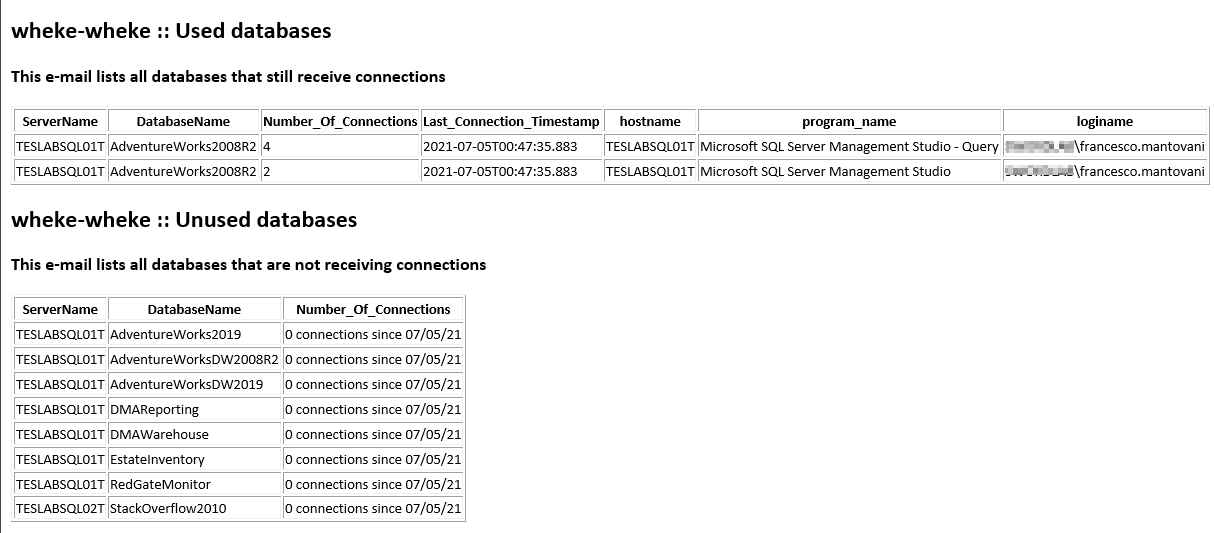 wheke-wheke :: Used databases
This e-mail lists all databases that still receive connections
ServerName DatabaseName Number_Of_Connections Last_Connection_Timestamp hostname program_name loginame
TESLABSQL01T AdventureWorks2008R2 4 2021-07-05T00:47:35.883 TESLABSQL01T Microsoft SQL Server Management Studio - Query \francesco.mantovani
TESLABSQL01T AdventureWorks2008R2 2 2021-07-05T00:47:35.883 TESLABSQL01T Microsoft SQL Server Management Studio \francesco.mantovani
wheke-wheke :: Unused databases
This e-mail lists all databases that are not receiving connections
ServerName DatabaseName Number_Of_Connections
TESLABSQL01T AdventureWorks2019 0 connections since 07/05/21
TESLABSQL01T AdventureWorksDW2008R2 0 connections since 07/05/21
TESLABSQL01T AdventureWorksDW2019 0 connections since 07/05/21
TESLABSQL01T DMAReporting 0 connections since 07/05/21
TESLABSQL01T DMAWarehouse 0 connections since 07/05/21
TESLABSQL01T EstateInventory 0 connections since 07/05/21
TESLABSQL01T RedGateMonitor 0 connections since 07/05/21
TESLABSQL02T StackOverflow2010 0 connections since 07/05/21